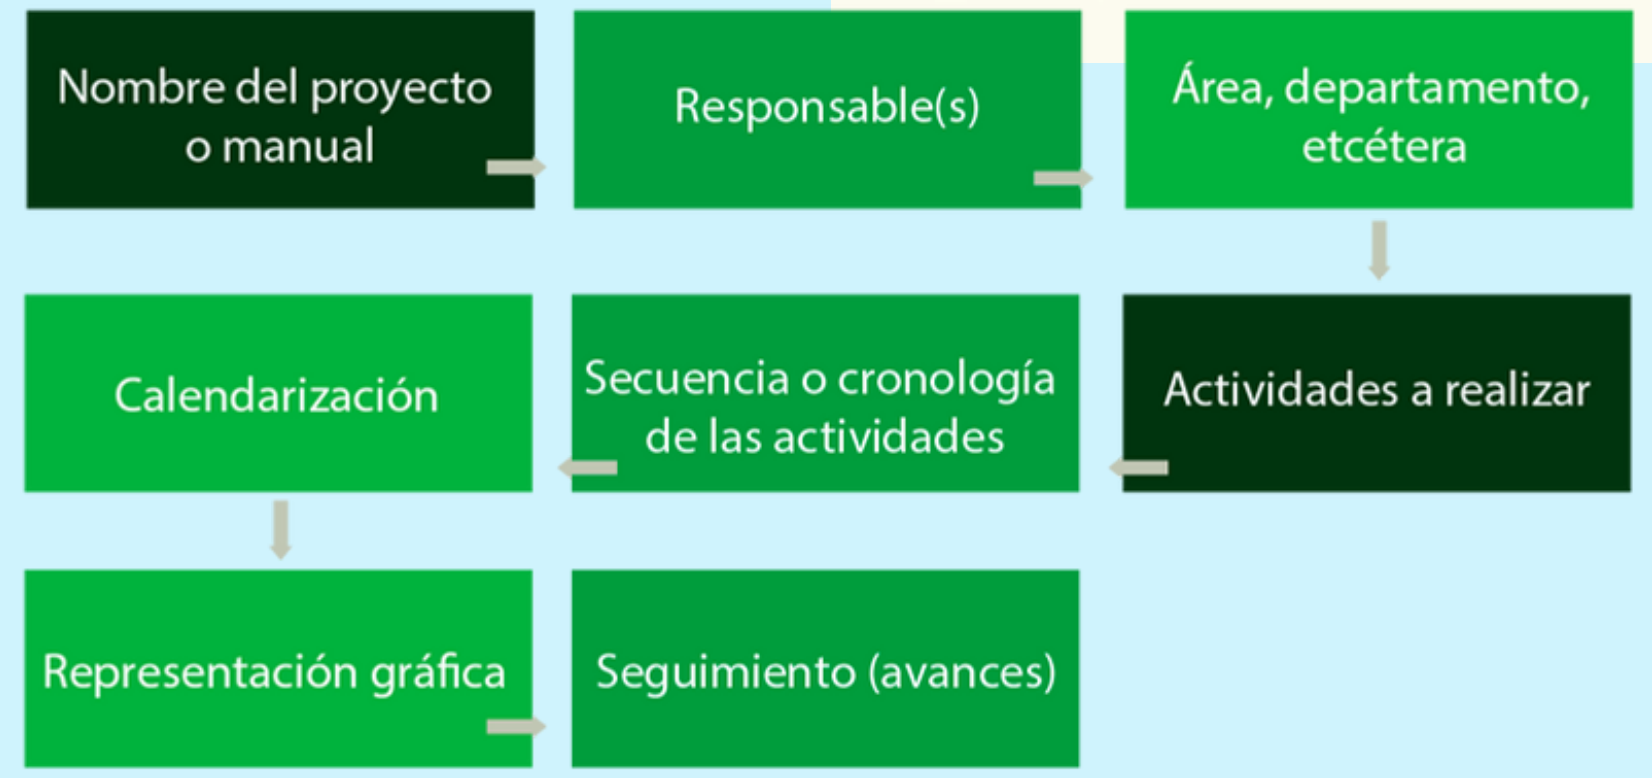 Nombre del proyecto
o manual
Responsable(s)
Área, departamento,
etcétera
Actividades a realizar
Secuencia o cronología
de las actividades
Calendarización
Representación gráfica
Seguimiento (avances)